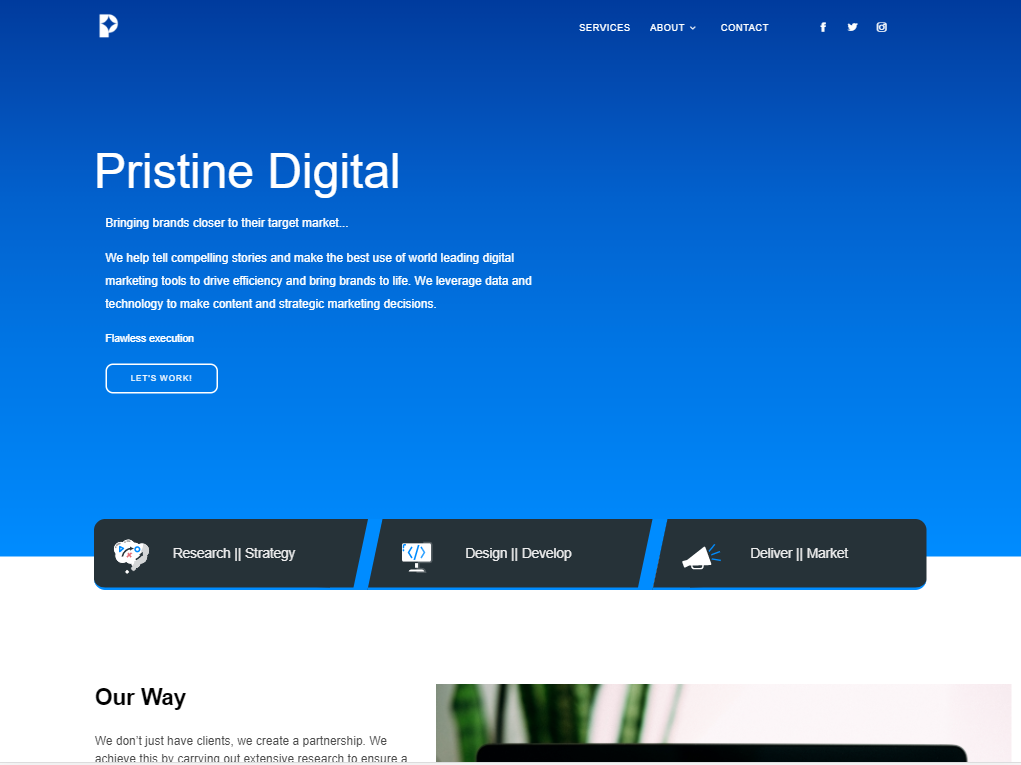 SERVICES ABOUT CONTACT
Pristine Digital
Bringing brands closer to their target market...
We help tell compelling stories and make the best use of world leading digital
marketing tools to drive efficiency and bring brands to life. We leverage data and
technology to make content and strategic marketing decisions.
Flawless execution
LET'S WORK!
Research || Strategy
Design || Develop
Deliver || Market
Our Way
We don't just have clients, we create a partnership. We
achieve this by carrying out extensive research to ensure a